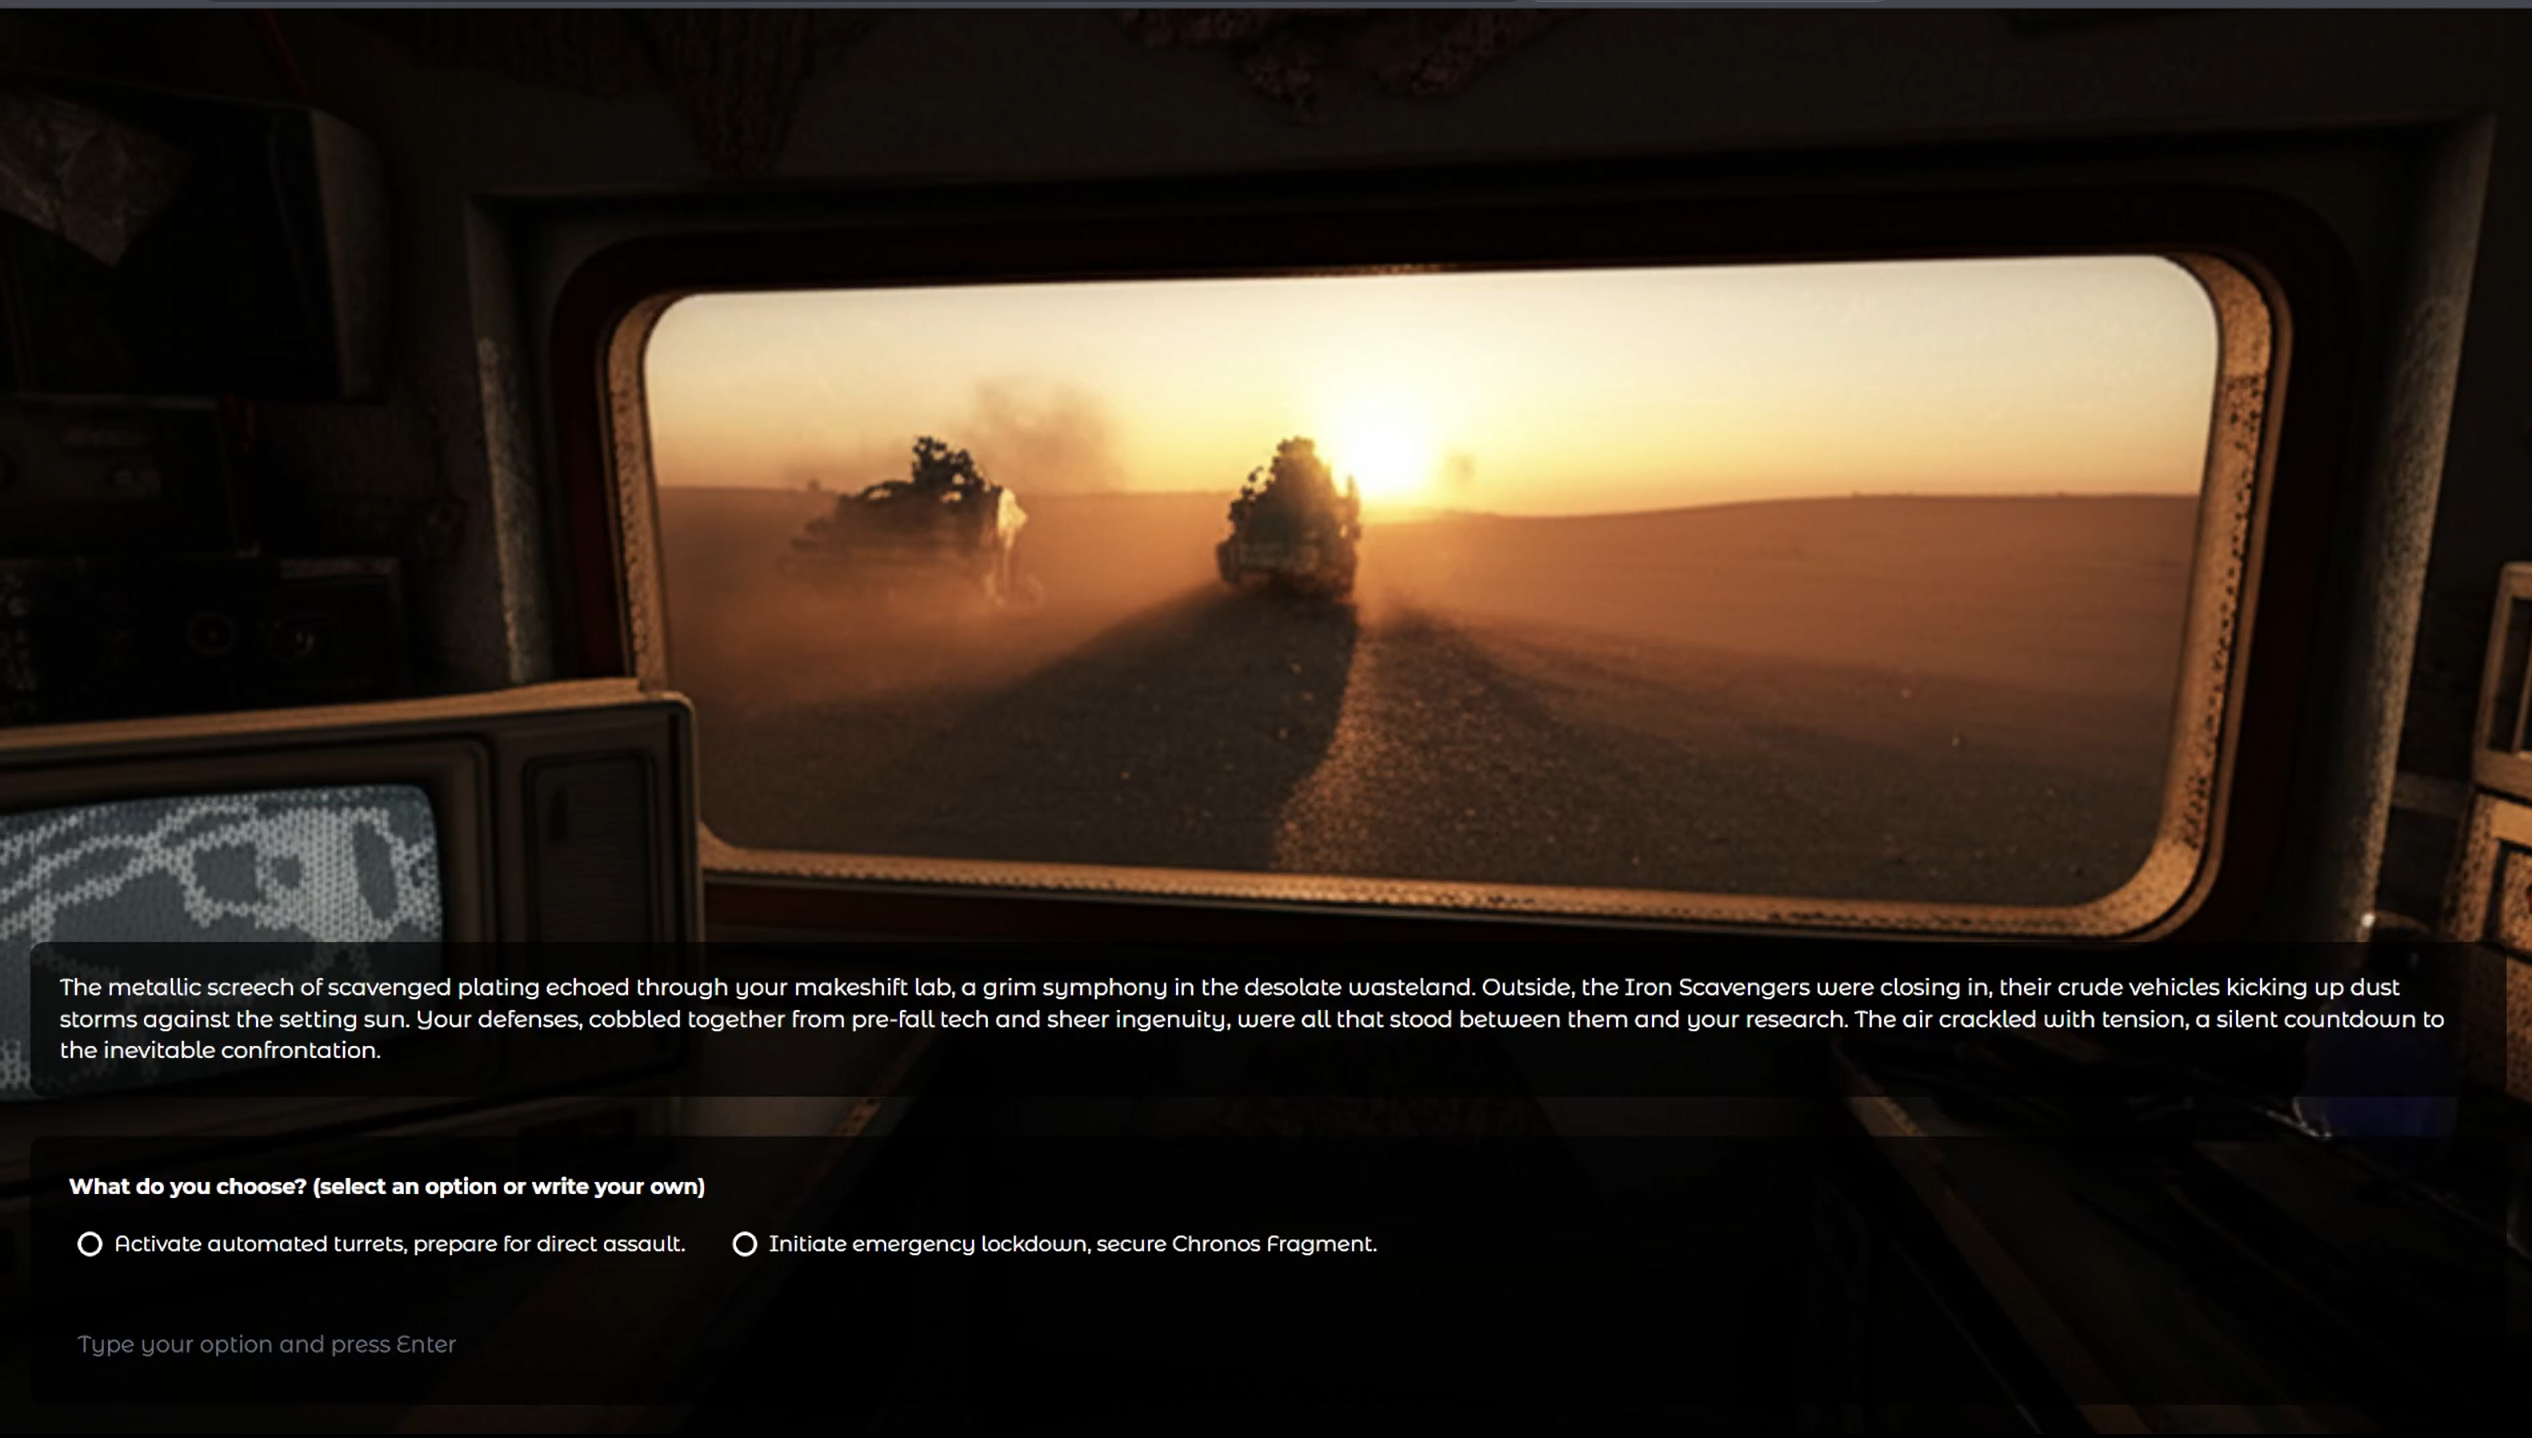 The metallic screech of scavenged plating echoed through your makeshift lab, a grim symphony in the desolate wasteland. Outside, the Iron Scavengers were closing in, their crude vehicles kicking up dust
storms against the setting sun. Your defenses, cobbled together from pre-fall tech and sheer ingenuity, were all that stood between them and your research. The air crackled with tension, a silent countdown to
the inevitable confrontation.
What do you choose? (select an option or write your own)
Activate automated turrets, prepare for direct assault. Initiate emergency lockdown, secure Chronos Fragment.
Type your option and press Enter